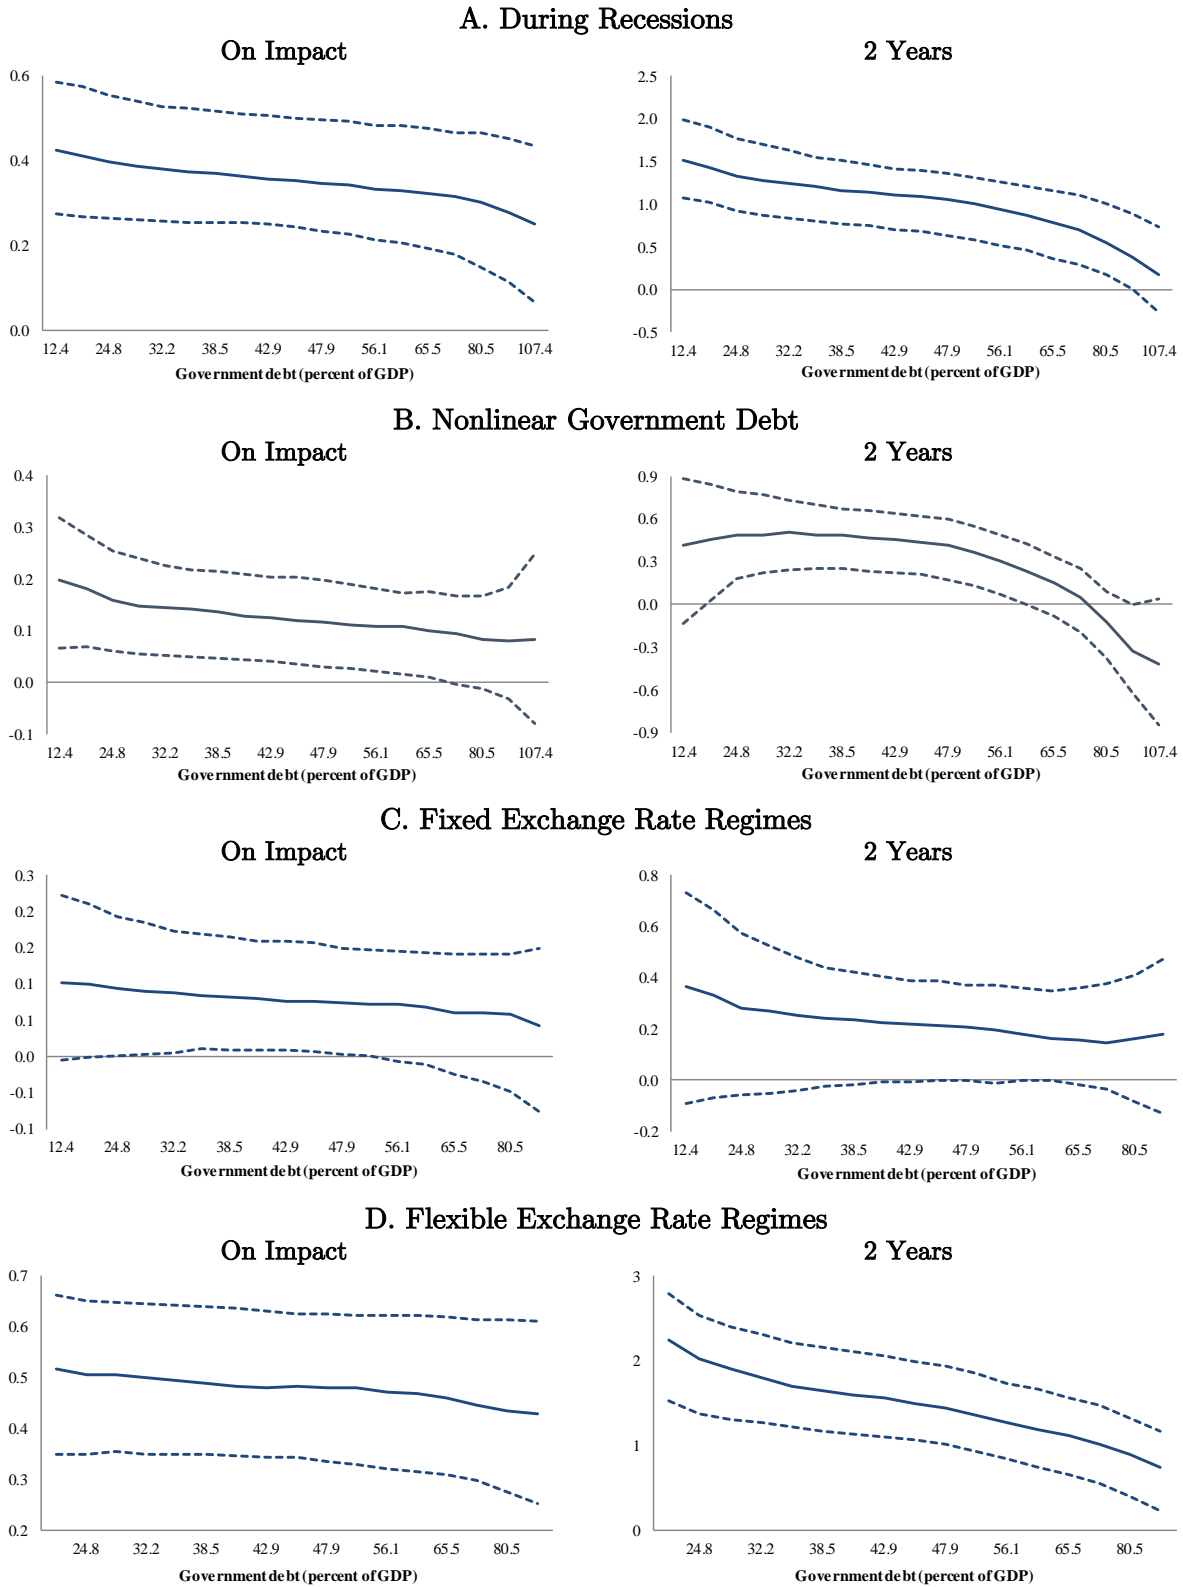 A. During Recessions
On Impact
0.6
0.4
0.2
0.0
12.4 24.8 32.2 38.5 42.9 47.9 56.1 65.5 80.5 107.4
Government debt (percent of GDP)
2 Years
2.5
2.0
1.5
1.0
0.5
0.0
-0.5
12.4 24.8 32.2 38.5 42.9 47.9 56.1 65.5 80.5 107.4
Government debt (percent of GDP)
B. Nonlinear Government Debt
On Impact
0.4
0.3
0.2
0.1
0.0
-0.1
12.4 24.8 32.2 38.5 42.9 47.9 56.1 65.5 80.5 107.4
Government debt (percent of GDP)
2 Years
0.9
0.6
0.3
0.0
-0.3
-0.6
-0.9
12.4 24.8 32.2 38.5 42.9 47.9 56.1 65.5 80.5 107.4
Government debt (percent of GDP)
C. Fixed Exchange Rate Regimes
On Impact
0.3
0.2
0.2
0.1
0.1
0.0
-0.1
-0.1
12.4 24.8 32.2 38.5 42.9 47.9 56.1 65.5 80.5
Government debt (percent of GDP)
2 Years
0.8
0.6
0.4
0.2
0.0
-0.2
12.4 24.8 32.2 38.5 42.9 47.9 56.1 65.5 80.5
Government debt (percent of GDP)
D. Flexible Exchange Rate Regimes
On Impact
0.7
0.6
0.5
0.4
0.3
0.2
24.8 32.2 38.5 42.9 47.9 56.1 65.5 80.5
Government debt (percent of GDP)
2 Years
3
2
1
0
24.8 32.2 38.5 42.9 47.9 56.1 65.5 80.5
Government debt (percent of GDP)